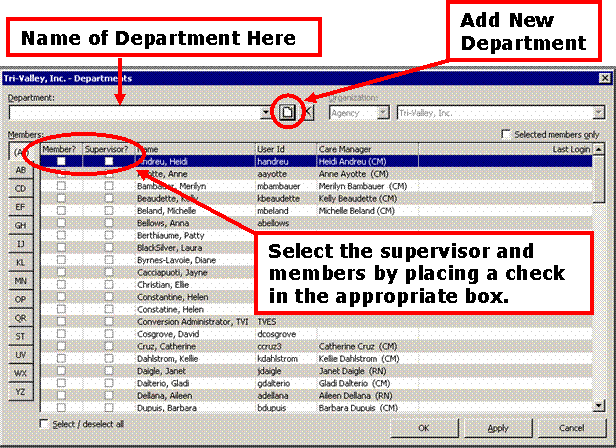 Name of Department Here
Add New
Department
Tri-Valley, Inc. - Departments
Department:
Organization:
Agency
Tri-Valley, Inc.
Members:
Selected members only
(All)
AB
CD
EF
GH
IJ
KL
MN
OP
QR
ST
UV
WX
YZ
Member? Supervisor? Name User Id Care Manager Last Login
Andreu, Heidi handreu Heidi Andreu (CM)
Ayotte, Anne aayotte Anne Ayotte (CM)
Bambauer, Merilyn mbambauer Merilyn Bambauer (CM)
Beaudette, Kelly kbeaudette Kelly Beaudette (CM)
Beland, Michelle mbeland Michelle Beland (CM)
Bellows, Anna abellows
Berthiaume, Patty
BlackSilver, Laura
Byrnes-Lavoie, Diane
Cacciapuoti, Jayne
Christian, Ellie
Constantine, Helen
Constatine, Helen
Conversion Administrator, TVI TVES
Cosgrove, David dcosgrove
Cruz, Catherine ccruz3 Catherine Cruz (CM)
Dahlstrom, Kellie kdahlstrom Kellie Dahlstrom (CM)
Daigle, Janet jdaigle Janet Daigle (RN)
Dalterio, Gladi gdalterio Gladi Dalterio (CM)
Dellana, Aileen adellana Aileen Dellana (RN)
Dupuis, Barbara bdupuis Barbara Dupuis (CM)
Select the supervisor and
members by placing a check
in the appropriate box.
Select / deselect all
OK Apply Cancel